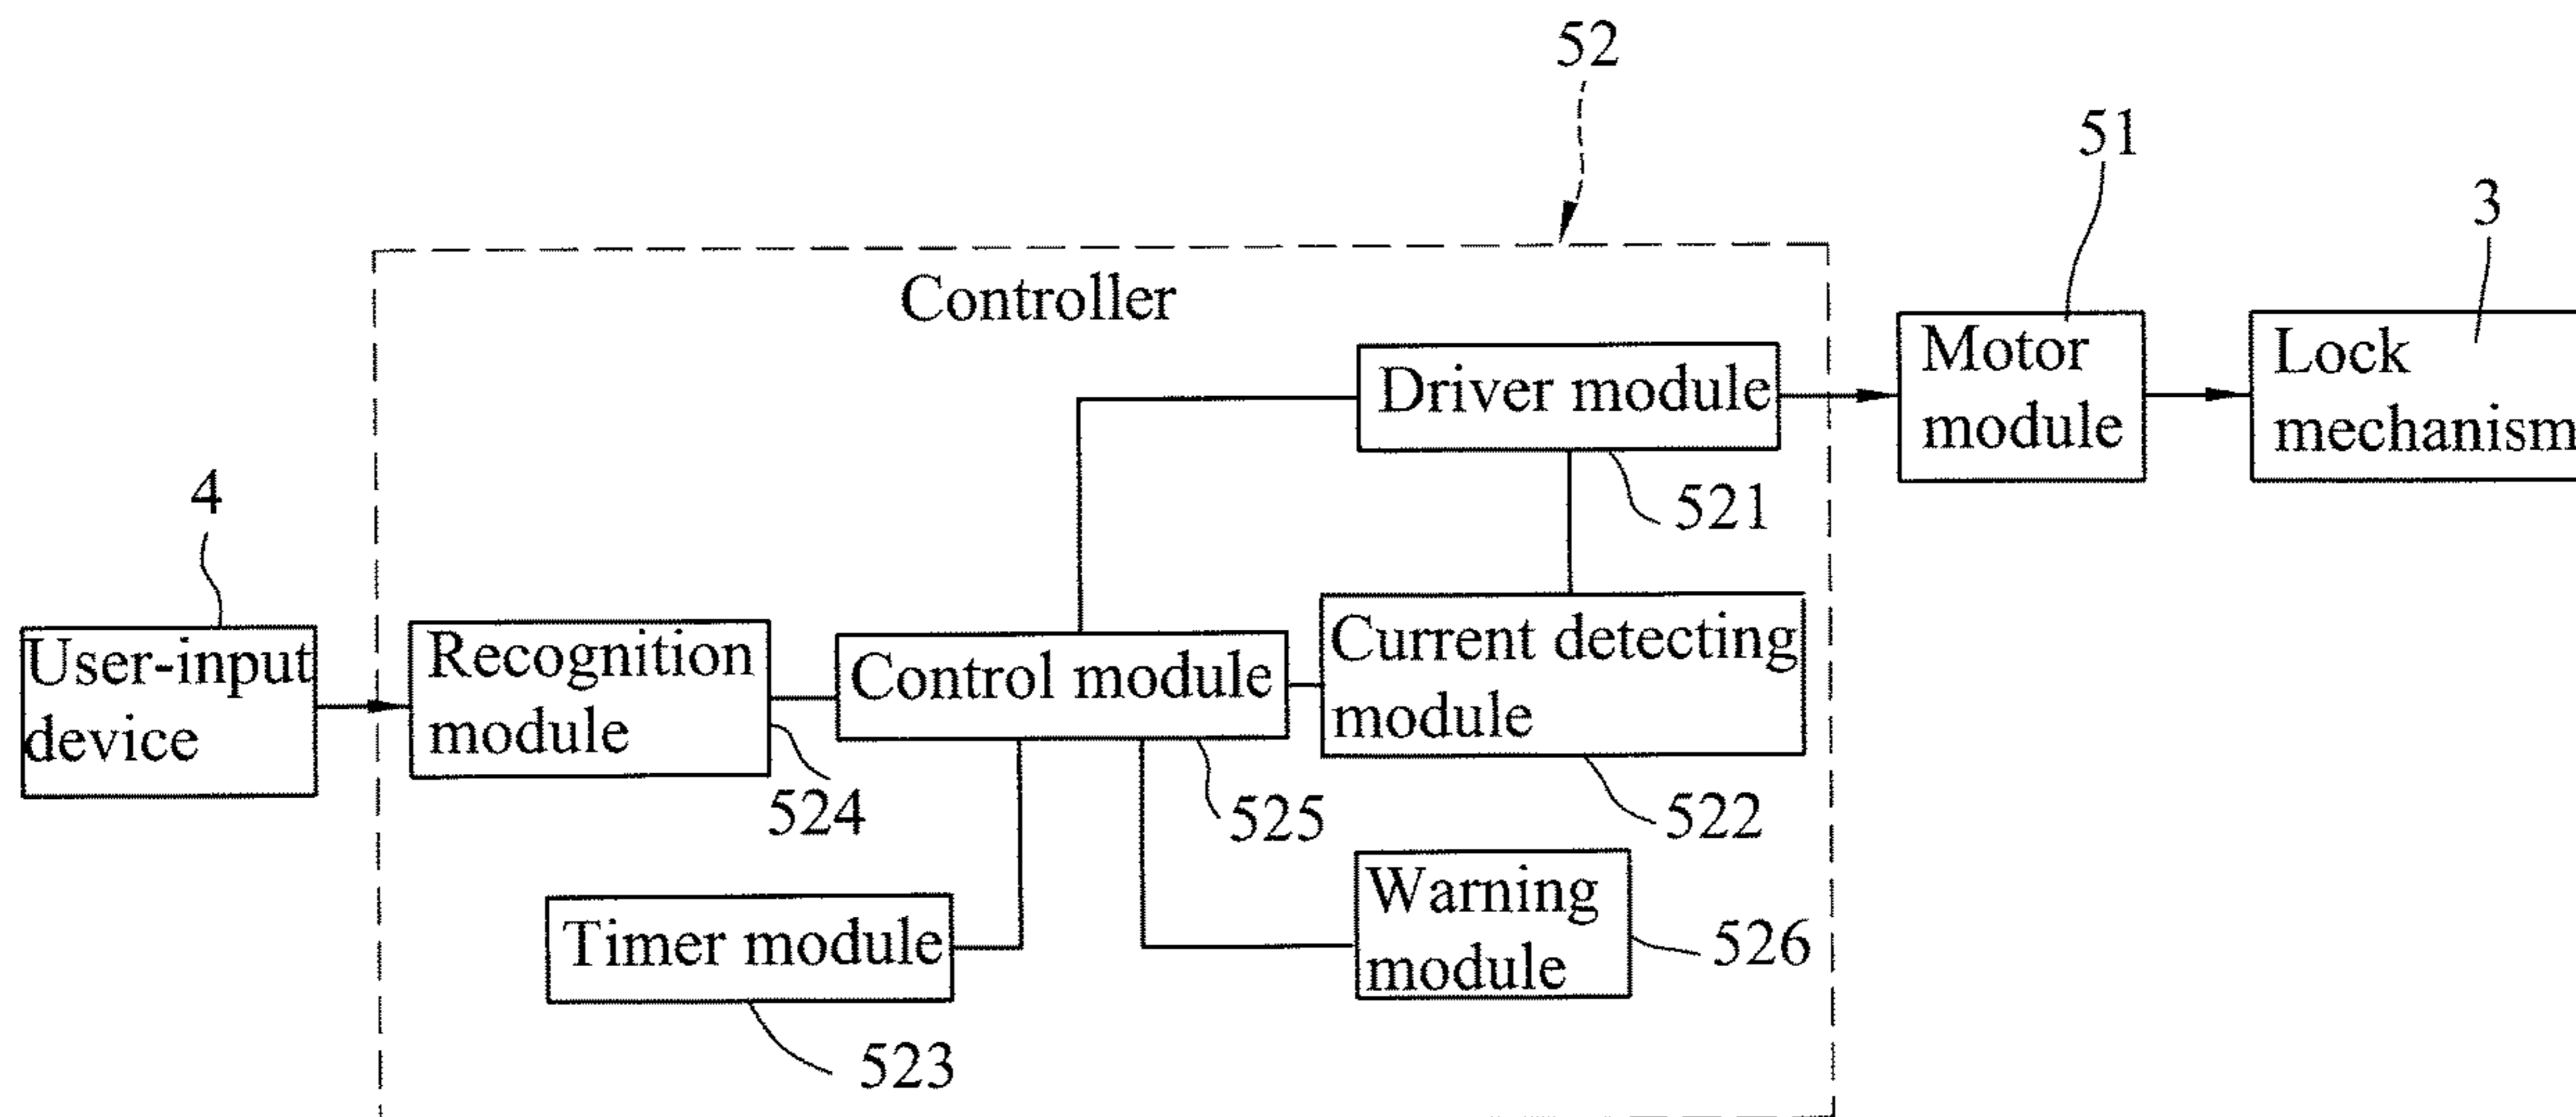 52
51
3
Controller
Motor
module
Lock
mechanism
Driver module
521
4
User-input
device
Recognition
module
524
Control module
525
Current detecting
module
522
Timer module
523
Warning
module
526